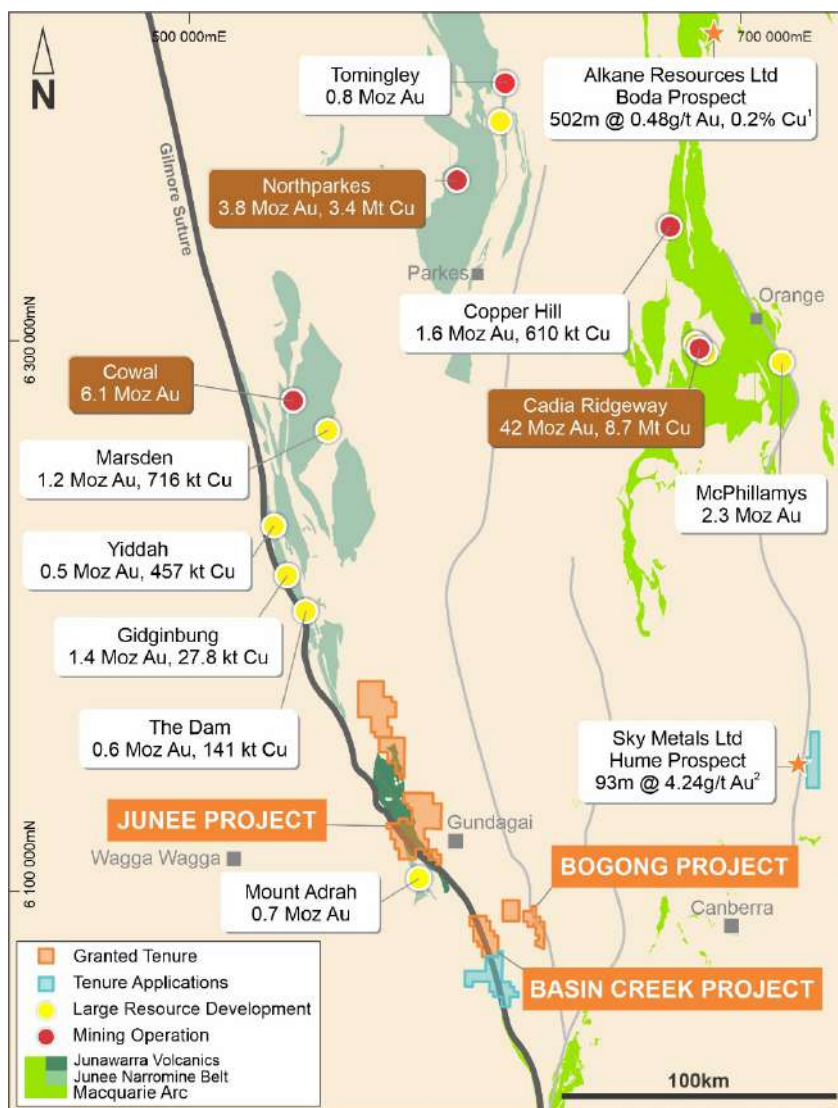 500 000mE
700 000mE
N
Gilmore Suture
Tomingley
0.8 Moz Au
Alkane Resources Ltd
Boda Prospect
502m @ 0.48g/t Au, 0.2% Cu¹
Northparkes
3.8 Moz Au, 3.4 Mt Cu
Parkes
Copper Hill
1.6 Moz Au, 610 kt Cu
Orange
6 300 000mN
Cowal
6.1 Moz Au
Cadia Ridgeway
42 Moz Au, 8.7 Mt Cu
Marsden
1.2 Moz Au, 716 kt Cu
McPhillamys
2.3 Moz Au
Yiddah
0.5 Moz Au, 457 kt Cu
Gidginbung
1.4 Moz Au, 27.8 kt Cu
The Dam
0.6 Moz Au, 141 kt Cu
Sky Metals Ltd
Hume Prospect
93m @ 4.24g/t Au²
JUNEE PROJECT
Gundagai
Wagga Wagga
BOGONG PROJECT
6 100 000mN
Mount Adrah
0.7 Moz Au
Canberra
BASIN CREEK PROJECT
Granted Tenure
Tenure Applications
Large Resource Development
Mining Operation
Junawarra Volcanics
Junee Narromine Belt
Macquarie Arc
100km